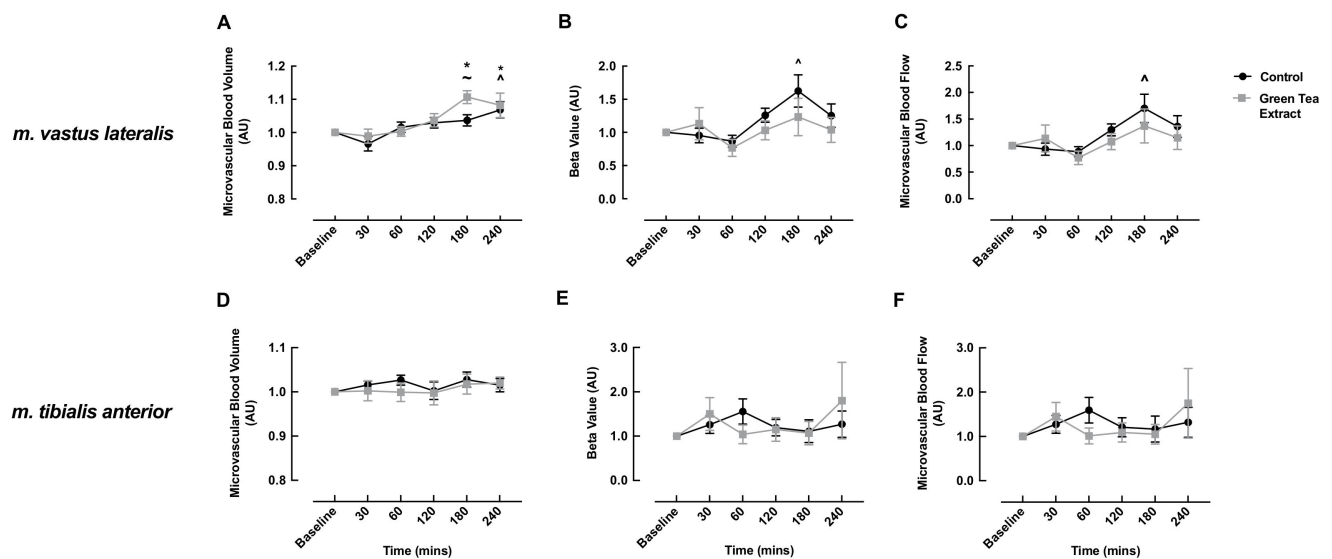 A
B
C
m. vastus lateralis
Microvascular Blood Volume
(AU)
1.2
1.1
1.0
0.9
0.8
*
~
*
^
Baseline
30
60
120
180
240
Beta Value (AU)
2.0
1.5
1.0
0.5
0.0
^
Baseline
30
60
120
180
240
Microvascular Blood Flow
(AU)
2.5
2.0
1.5
1.0
0.5
0.0
^
Baseline
30
60
120
180
240
Control
Green Tea
Extract
D
E
F
m. tibialis anterior
Microvascular Blood Volume
(AU)
1.1
1.0
0.9
0.8
Baseline
30
60
120
180
240
Time (mins)
Beta Value (AU)
3.0
2.0
1.0
0.0
Baseline
30
60
120
180
240
Time (mins)
Microvascular Blood Flow
(AU)
3.0
2.0
1.0
0.0
Baseline
30
60
120
180
240
Time (mins)